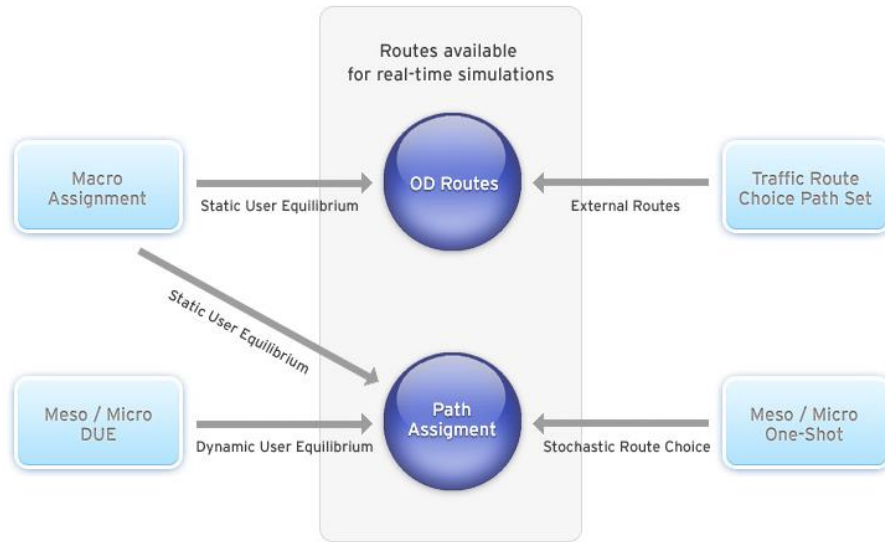 Routes available
for real-time simulations
Macro
Assignment
Static User Equilibrium
OD Routes
External Routes
Traffic Route
Choice Path Set
Static User Equilibrium
Meso / Micro
DUE
Dynamic User Equilibrium
Path
Assigment
Stochastic Route Choice
Meso / Micro
One-Shot